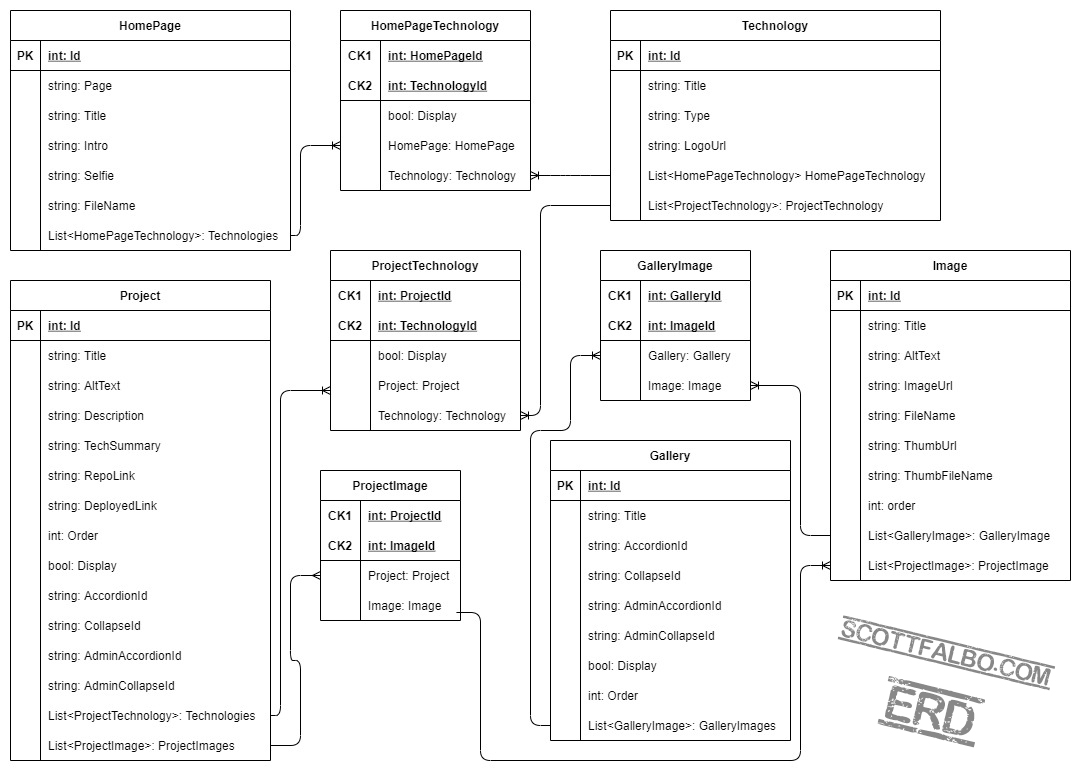 HomePage
PK int: Id
string: Page
string: Title
string: Intro
string: Selfie
string: FileName
List<HomePageTechnology>: Technologies
HomePageTechnology
CK1 int: HomePageId
CK2 int: TechnologyId
bool: Display
HomePage: HomePage
Technology: Technology
Technology
PK int: Id
string: Title
string: Type
string: LogoUrl
List<HomePageTechnology> HomePageTechnology
List<ProjectTechnology>: ProjectTechnology
Project
PK int: Id
string: Title
string: AltText
string: Description
string: TechSummary
string: RepoLink
string: DeployedLink
int: Order
bool: Display
string: AccordionId
string: CollapseId
string: AdminAccordionId
string: AdminCollapseId
List<ProjectTechnology>: Technologies
List<ProjectImage>: ProjectImages
ProjectTechnology
CK1 int: ProjectId
CK2 int: TechnologyId
bool: Display
Project: Project
Technology: Technology
ProjectImage
CK1 int: ProjectId
CK2 int: ImageId
Project: Project
Image: Image
GalleryImage
CK1 int: GalleryId
CK2 int: ImageId
Gallery: Gallery
Image: Image
Gallery
PK int: Id
string: Title
string: AccordionId
string: CollapseId
string: AdminAccordionId
string: AdminCollapseId
bool: Display
int: Order
List<GalleryImage>: GalleryImages
Image
PK int: Id
string: Title
string: AltText
string: ImageUrl
string: FileName
string: ThumbUrl
string: ThumbFileName
int: order
List<GalleryImage>: GalleryImage
List<ProjectImage>: ProjectImage
SCOTTFALBO.COM
ERD